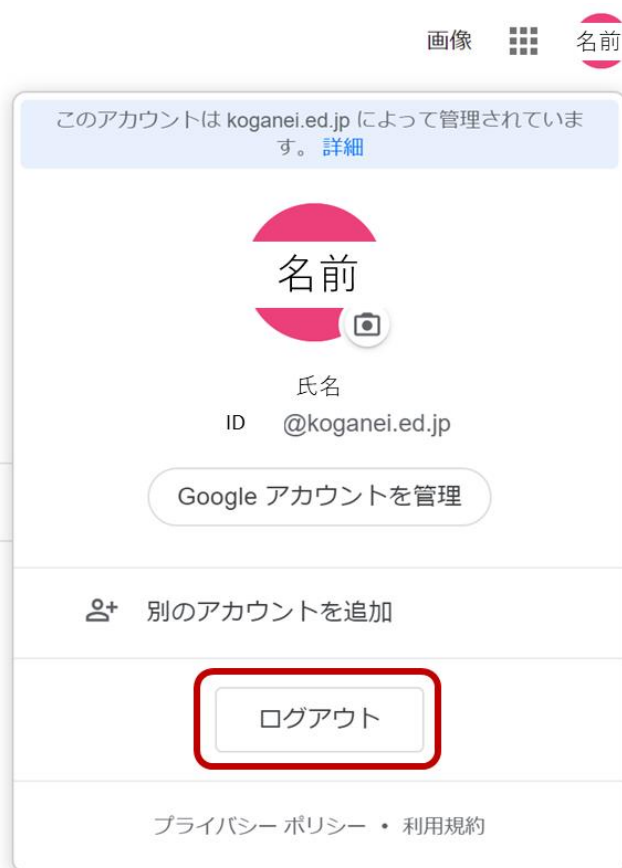 画像
名前
このアカウントは koganei.ed.jp によって管理されていま
す。 詳細
名前
氏名
ID @koganei.ed.jp
Google アカウントを管理
別のアカウントを追加
ログアウト
プライバシー ポリシー • 利用規約